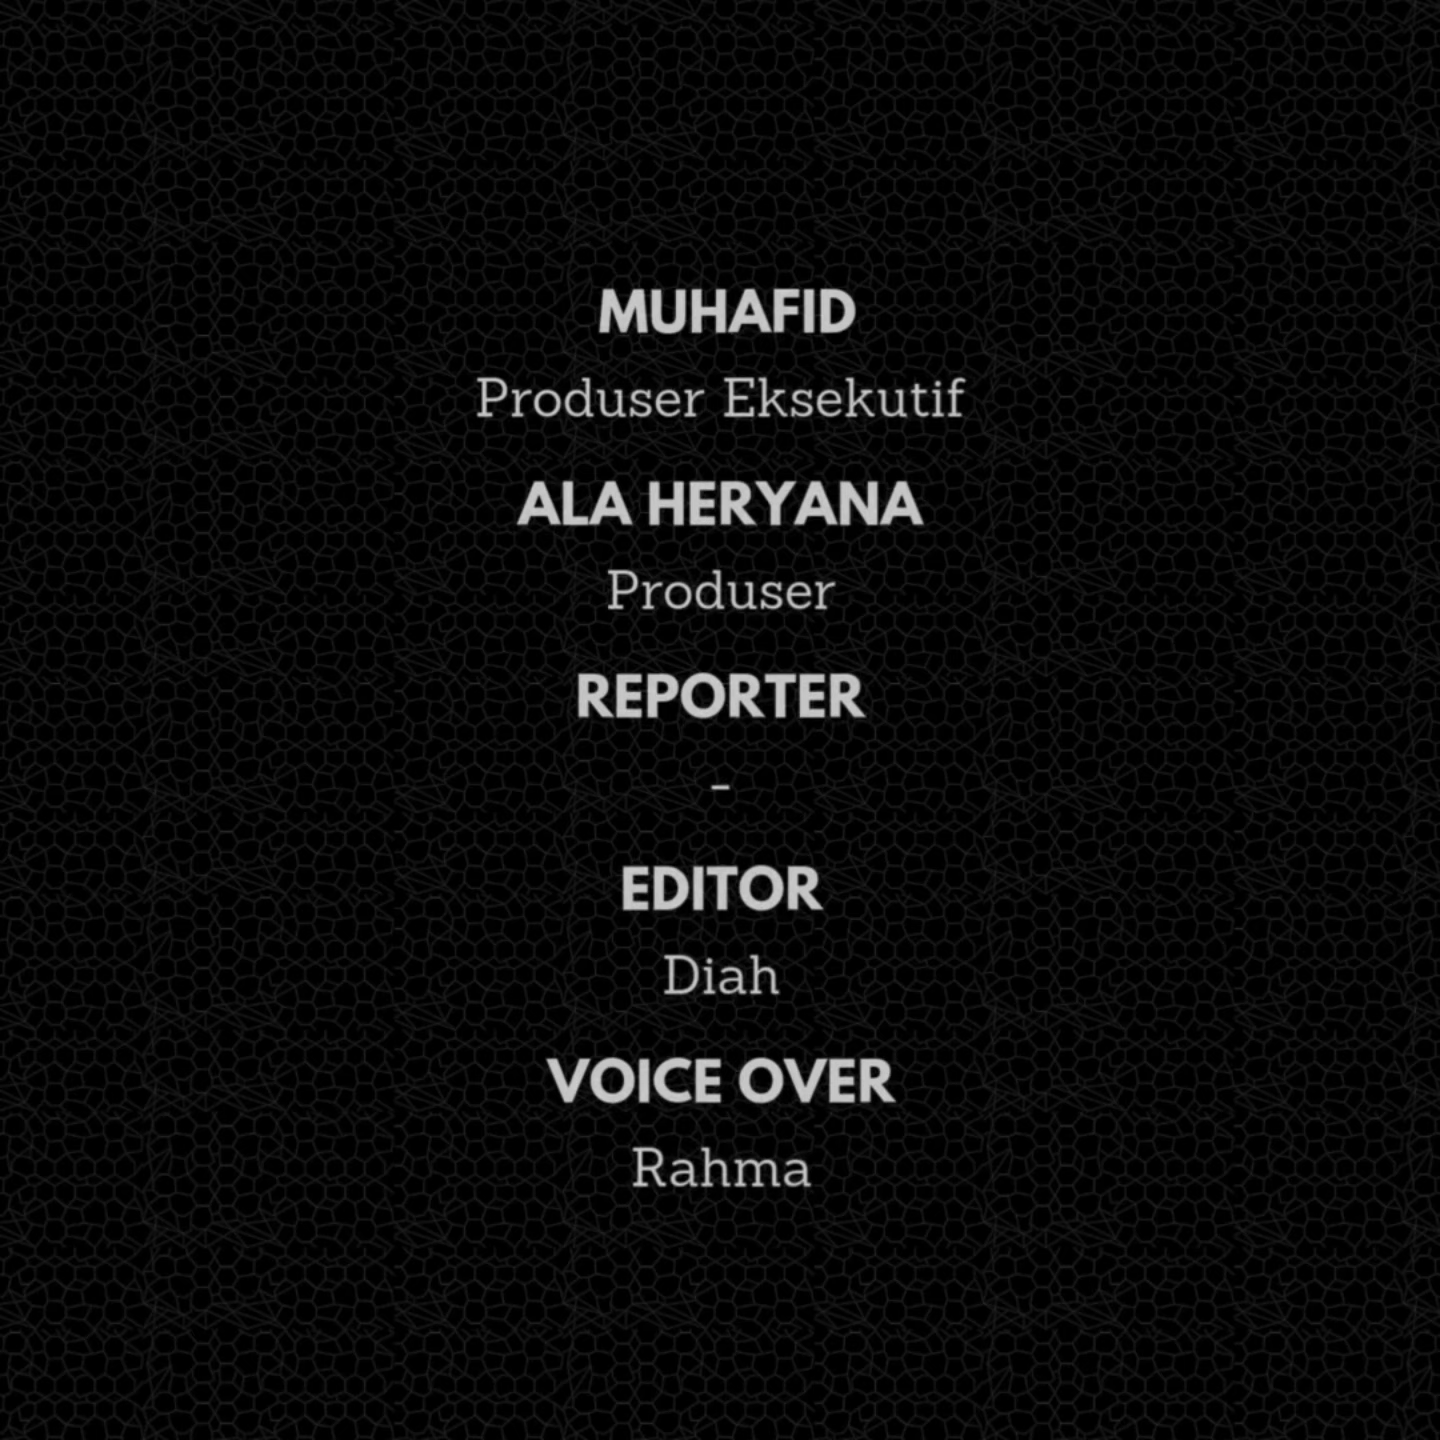 MUHAFID
Produser Eksekutif
ALA HERYANA
Produser
REPORTER
-
EDITOR
Diah
VOICE OVER
Rahma